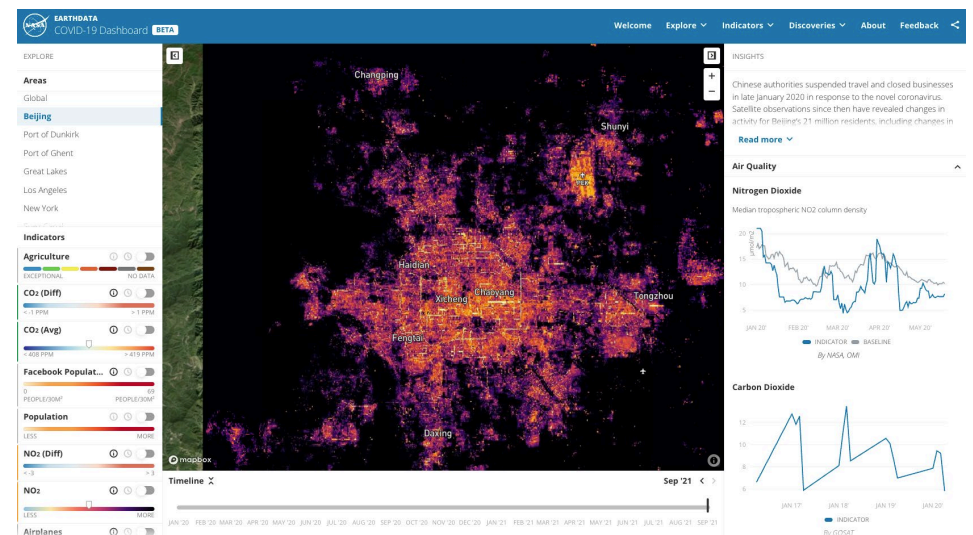 NASA
EARTHDATA
COVID-19 Dashboard BETA
Welcome Explore Indicators Discoveries About Feedback
EXPLORE
Areas
Global
Beijing
Port of Dunkirk
Port of Ghent
Great Lakes
Los Angeles
New York
Indicators
Agriculture
EXCEPTIONAL NO DATA
CO₂ (Diff)
< -1 PPM > 1 PPM
CO₂ (Avg)
< 408 PPM > 419 PPM
Facebook Populat...
0 69
PEOPLE/30M² PEOPLE/30M²
Population
LESS MORE
NO₂ (Diff)
< -3 > 3
NO₂
LESS MORE
Airplanes
Changping
Shunyi
PEK
Haidian
Xicheng
Chaoyang
Tongzhou
Fengtai
Daxing
mapbox
Timeline Sep '21
JAN '20 FEB '20 MAR '20 APR '20 MAY '20 JUN '20 JUL '20 AUG '20 SEP '20 OCT '20 NOV '20 DEC '20 JAN '21 FEB '21 MAR '21 APR '21 MAY '21 JUN '21 JUL '21 AUG '21 SEP '21
INSIGHTS
Chinese authorities suspended travel and closed businesses
in late January 2020 in response to the novel coronavirus.
Satellite observations since then have revealed changes in
activity for Beijing's 21 million residents, including changes in
Read more
Air Quality
Nitrogen Dioxide
Median tropospheric NO2 column density
µmol/m2
20
15
10
5
JAN 20' FEB 20' MAR 20' APR 20' MAY 20'
INDICATOR BASELINE
By NASA, OMI
Carbon Dioxide
12
10
8
6
JAN 17' JAN 18' JAN 19' JAN 20'
INDICATOR
By GOSAT